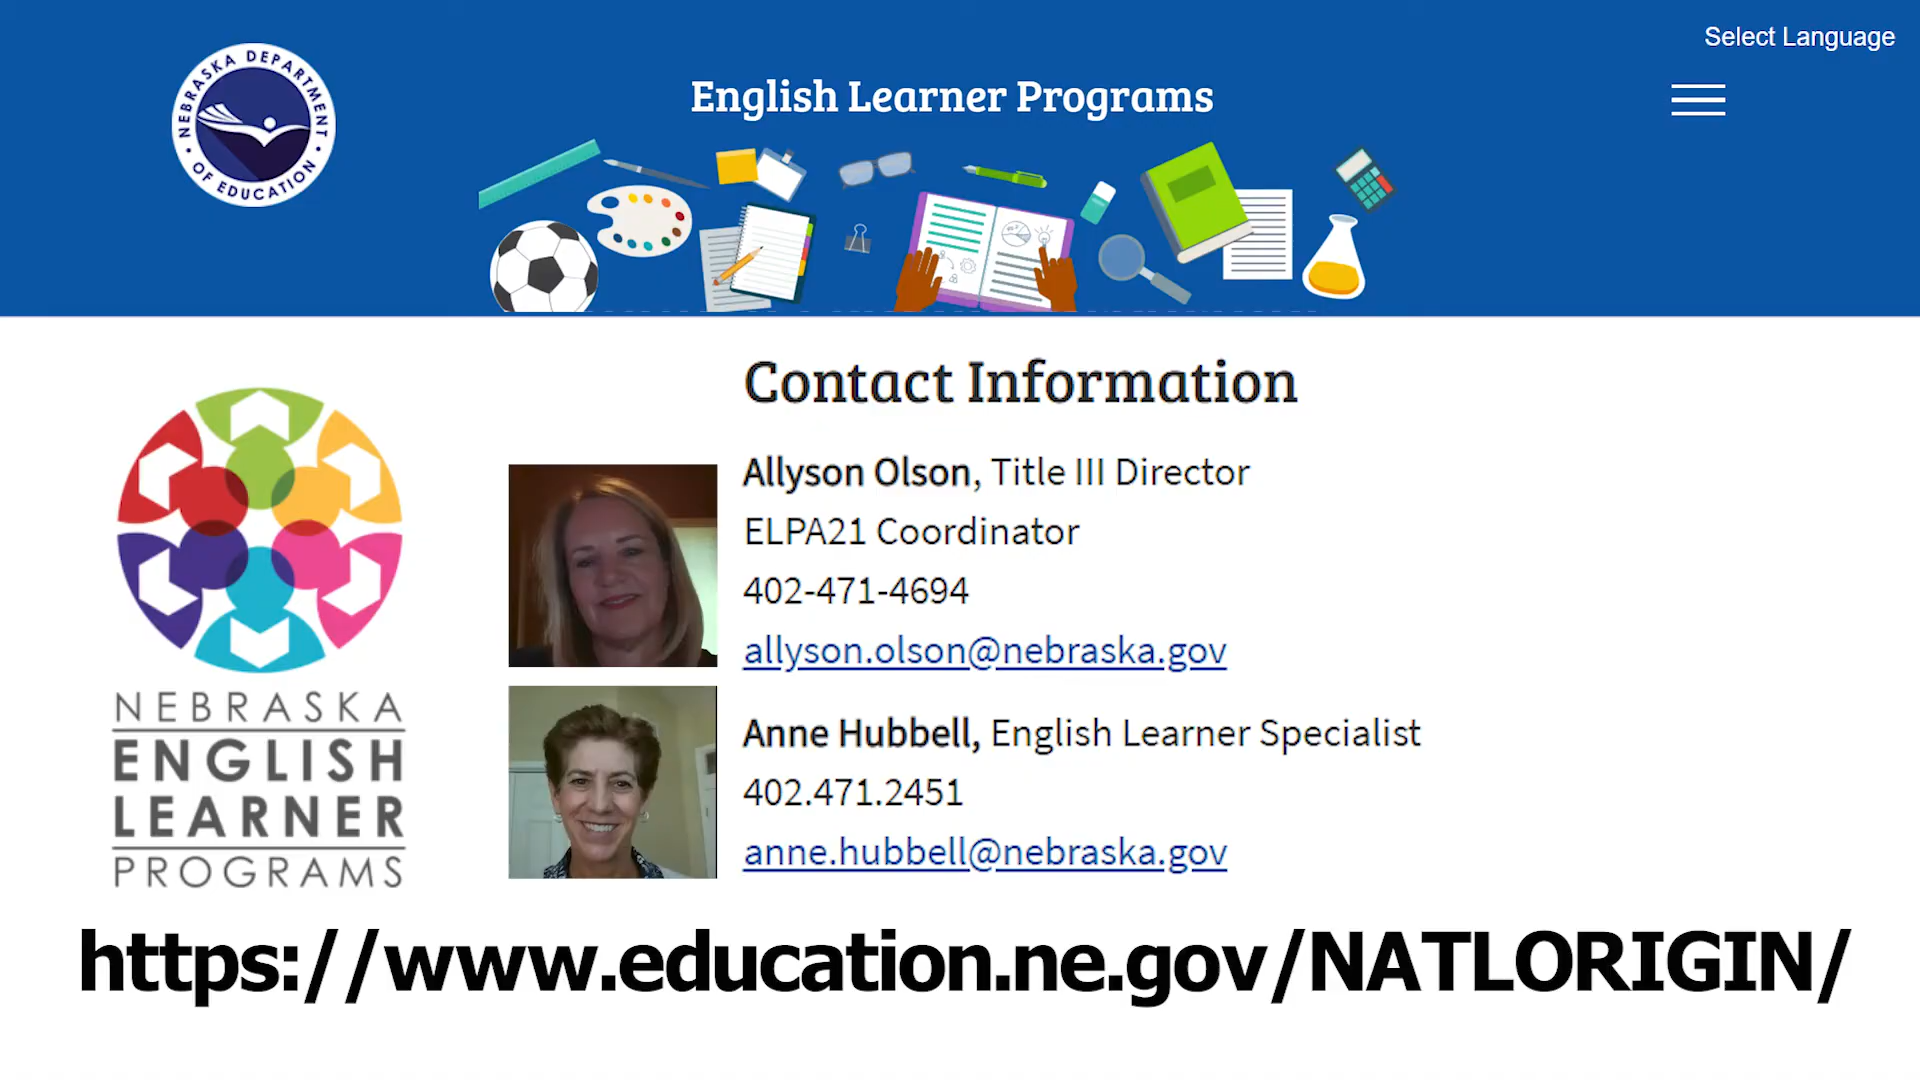 Select Language
NEBRASKA DEPARTMENT
OF EDUCATION
English Learner Programs
Contact Information
Allyson Olson, Title III Director
ELPA21 Coordinator
402-471-4694
allyson.olson@nebraska.gov
Anne Hubbell, English Learner Specialist
402.471.2451
anne.hubbell@nebraska.gov
NEBRASKA
ENGLISH
LEARNER
PROGRAMS
https://www.education.ne.gov/NATLORIGIN/